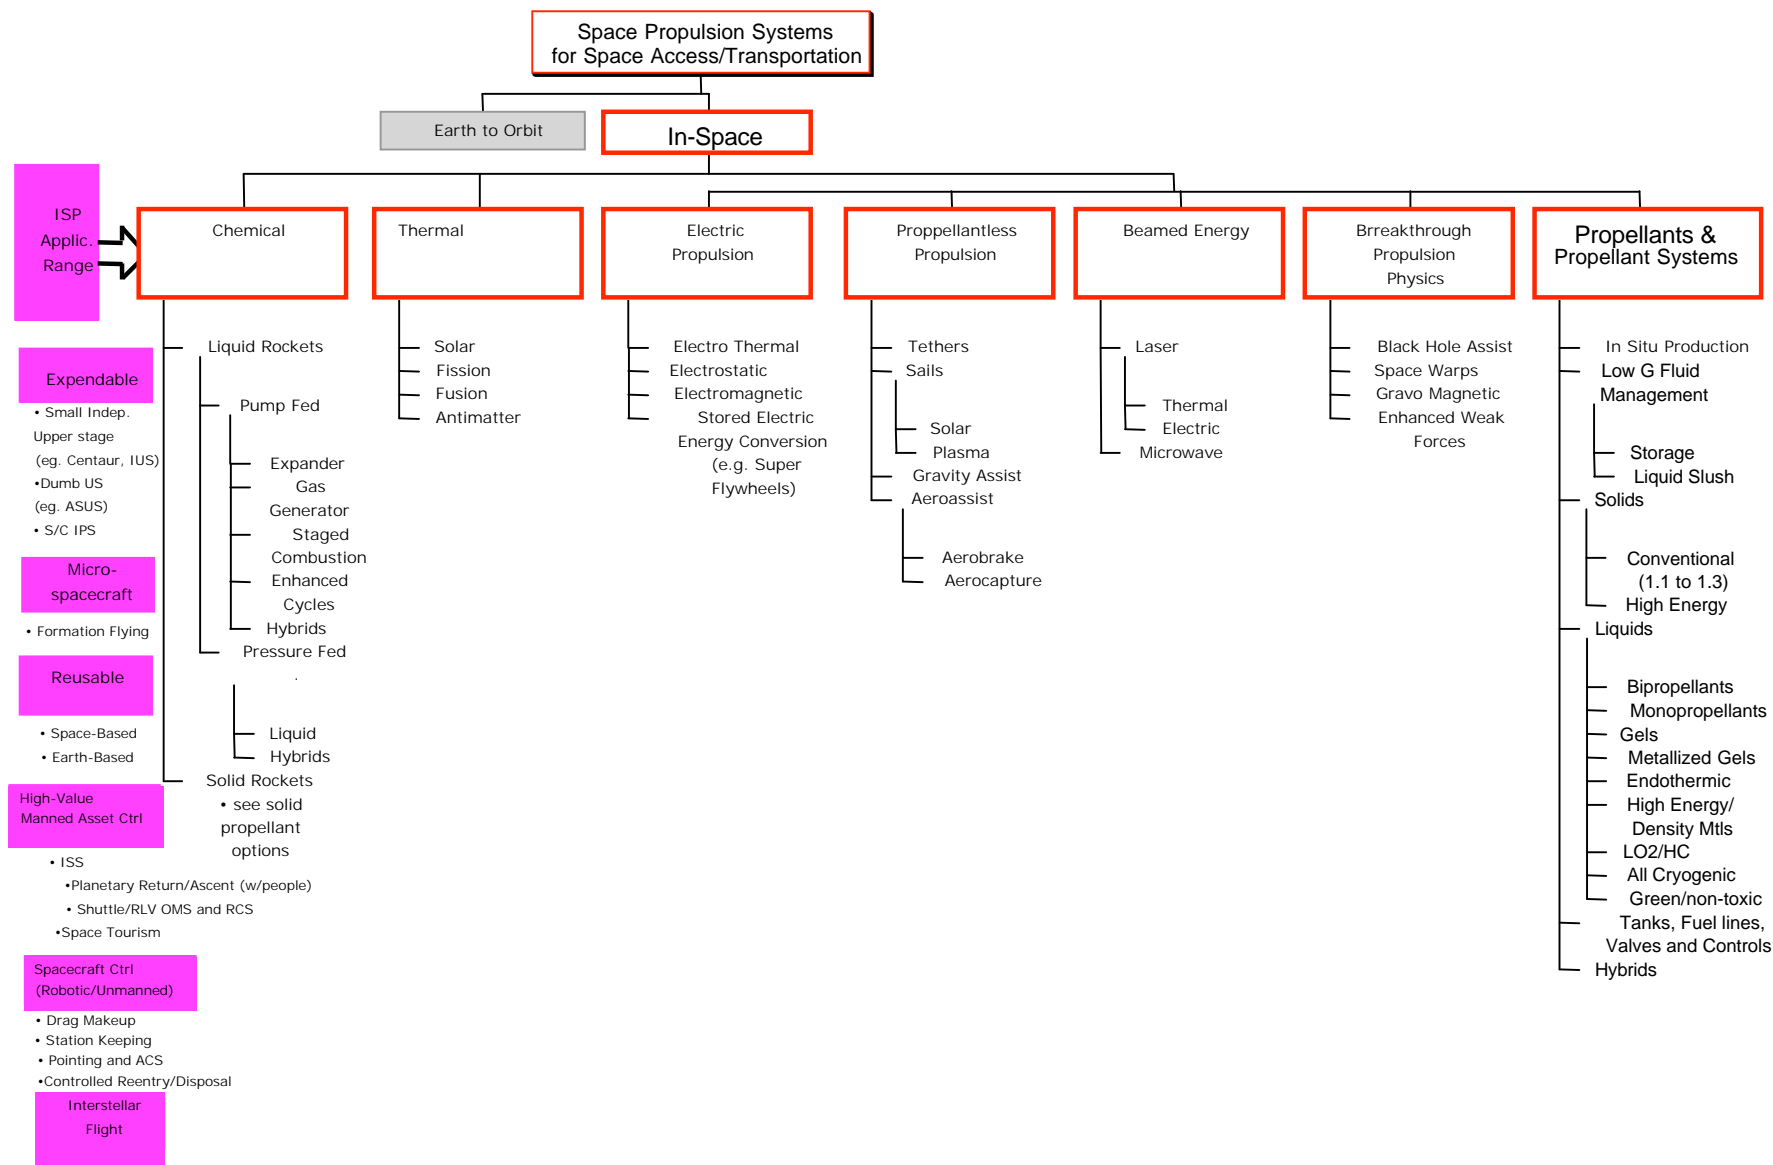 Space Propulsion Systems
for Space Access/Transportation
Earth to Orbit
In-Space
ISP
Applic.
Range
Chemical
Thermal
Electric
Propulsion
Proppellantless
Propulsion
Beamed Energy
Brreakthrough
Propulsion
Physics
Propellants &
Propellant Systems
Expendable
• Small Indep.
Upper stage
(eg. Centaur, IUS)
•Dumb US
(eg. ASUS)
• S/C IPS
Micro-
spacecraft
• Formation Flying
Reusable
• Space-Based
• Earth-Based
High-Value
Manned Asset Ctrl
• ISS
•Planetary Return/Ascent (w/people)
• Shuttle/RLV OMS and RCS
•Space Tourism
Spacecraft Ctrl
(Robotic/Unmanned)
• Drag Makeup
• Station Keeping
• Pointing and ACS
•Controlled Reentry/Disposal
Interstellar
Flight
Liquid Rockets
Pump Fed
Expander
Gas
Generator
Staged
Combustion
Enhanced
Cycles
Hybrids
Pressure Fed
.
Liquid
Hybrids
Solid Rockets
• see solid
propellant
options
Solar
Fission
Fusion
Antimatter
Electro Thermal
Electrostatic
Electromagnetic
Stored Electric
Energy Conversion
(e.g. Super
Flywheels)
Tethers
Sails
Solar
Plasma
Gravity Assist
Aeroassist
Aerobrake
Aerocapture
Laser
Thermal
Electric
Microwave
Black Hole Assist
Space Warps
Gravo Magnetic
Enhanced Weak
Forces
In Situ Production
Low G Fluid
Management
Storage
Liquid Slush
Solids
Conventional
(1.1 to 1.3)
High Energy
Liquids
Bipropellants
Monopropellants
Gels
Metallized Gels
Endothermic
High Energy/
Density Mtls
LO2/HC
All Cryogenic
Green/non-toxic
Tanks, Fuel lines,
Valves and Controls
Hybrids